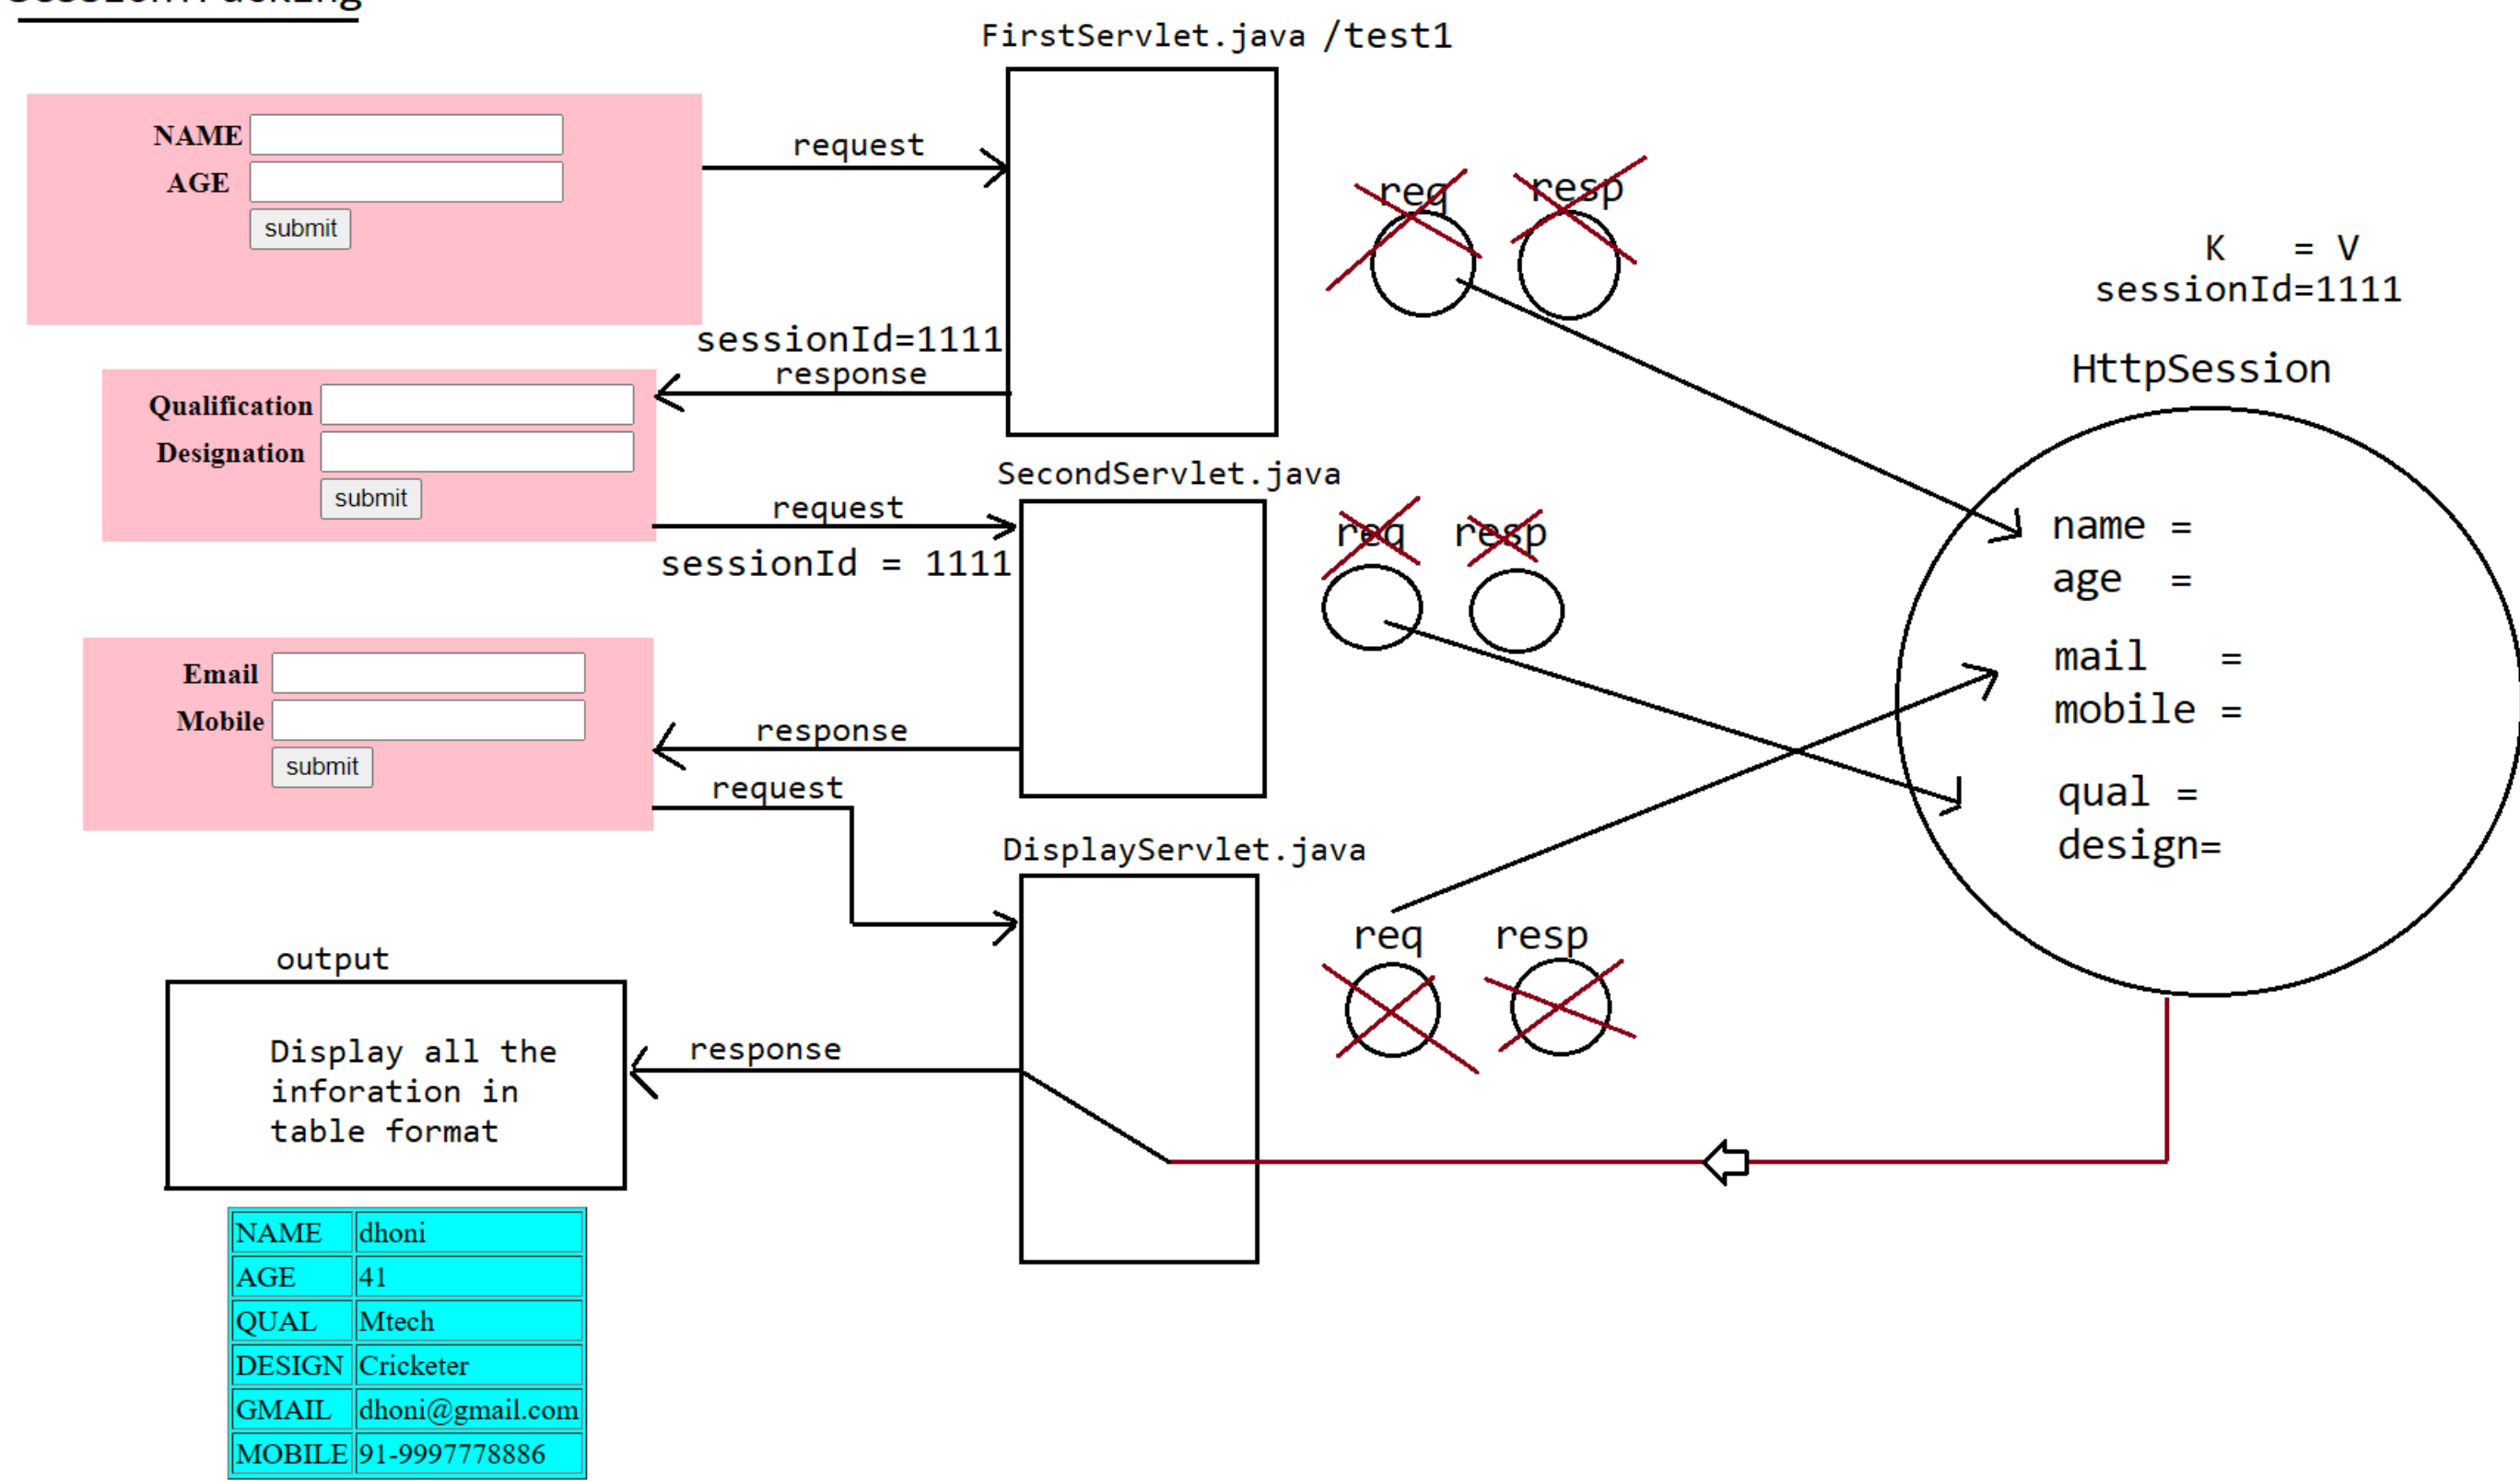 FirstServlet.java /test1
NAME
AGE
submit
request
req resp
K = V
sessionId=1111
HttpSession
sessionId=1111
response
Qualification
Designation
submit
SecondServlet.java
request
sessionId = 1111
req resp
name =
age =
mail =
mobile =
qual =
design=
Email
Mobile
submit
response
request
DisplayServlet.java
req resp
output
Display all the
inforation in
table format
response
NAME dhoni
AGE 41
QUAL Mtech
DESIGN Cricketer
GMAIL dhoni@gmail.com
MOBILE 91-9997778886